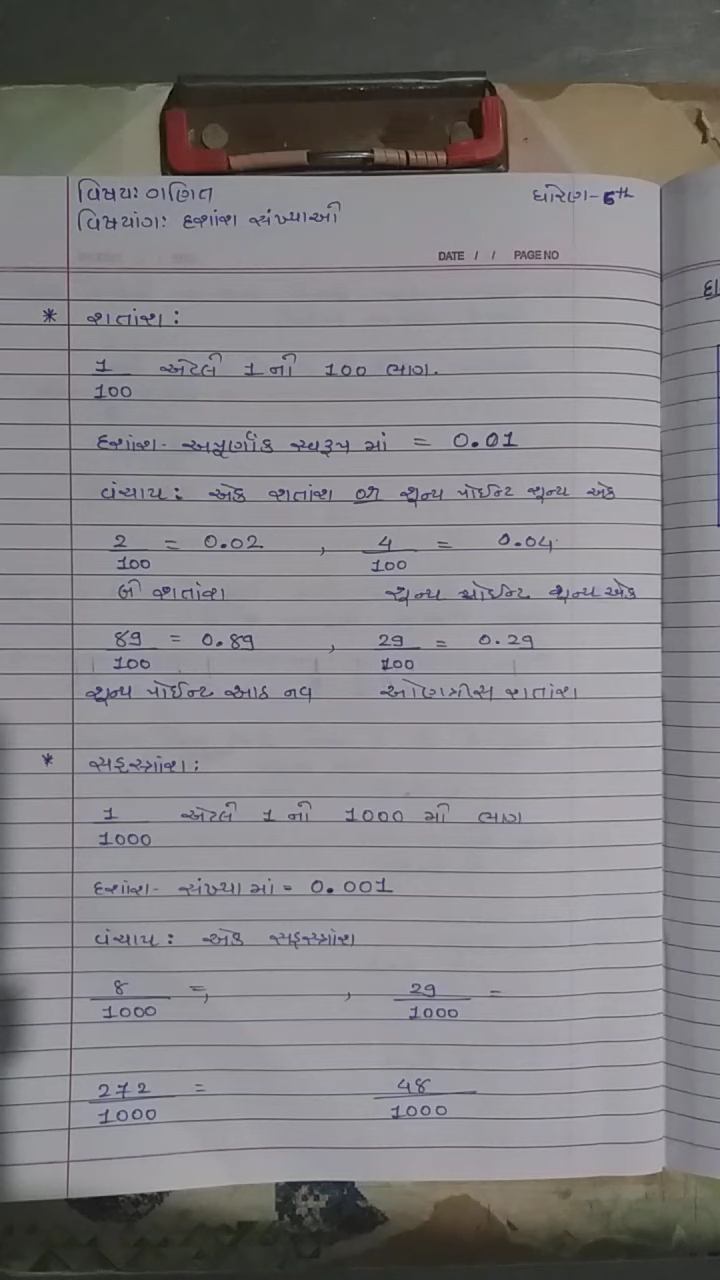 વિષય: ગણિત ધોરણ-6th
વિષયાંગ: દશાંશ સંખ્યાઓ
DATE / / PAGE NO
* શતાંશ:
1/100 એટલે 1 ની 100 ભાગ.
દશાંશ- અપૂર્ણાંક સ્વરૂપ માં = 0.01
વંચાય: એક શતાંશ or શૂન્ય પોઈન્ટ શૂન્ય એક
2/100 = 0.02 , 4/100 = 0.04
બે શતાંશ શૂન્ય પોઈન્ટ શૂન્ય એક
89/100 = 0.89 , 29/100 = 0.29
શૂન્ય પોઈન્ટ આઠ નવ ઓગણત્રીસ શતાંશ
* સહસ્ત્રાંશ:
1/1000 એટલે 1 ની 1000 મી ભાગ
દશાંશ- સંખ્યા માં = 0.001
વંચાય: એક સહસ્ત્રાંશ
8/1000 = , 29/1000 =
272/1000 = 48/1000